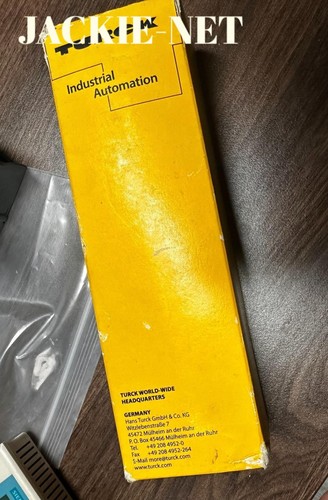 JACKIE-NET
TURCK
Industrial
Automation
TURCK WORLD-WIDE
HEADQUARTERS
GERMANY
Hans Turck GmbH & Co. KG
Witzlebenstraße 7
45472 Mülheim an der Ruhr
P. O. Box 45466 Mülheim an der Ruhr
Tel. +49 208 4952-0
Fax +49 208 4952-264
E-Mail more@turck.com
www.turck.com